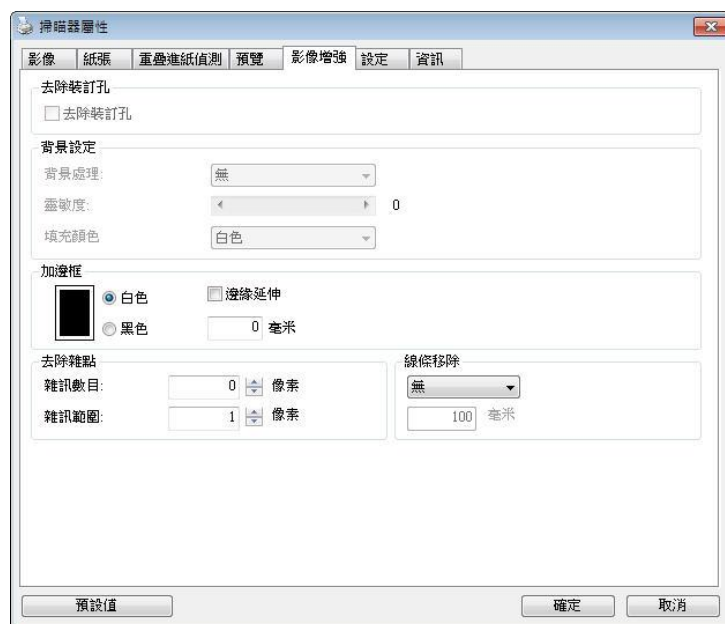 掃瞄器屬性
影像 紙張 重疊進紙偵測 預覽 影像增強 設定 資訊
去除裝訂孔
去除裝訂孔
背景設定
背景處理: 無
靈敏度: 0
填充顏色 白色
加邊框
白色 邊緣延伸
黑色 0 毫米
去除雜點 線條移除
雜訊數目: 0 像素 無
雜訊範圍: 1 像素 100 毫米
預設值 確定 取消